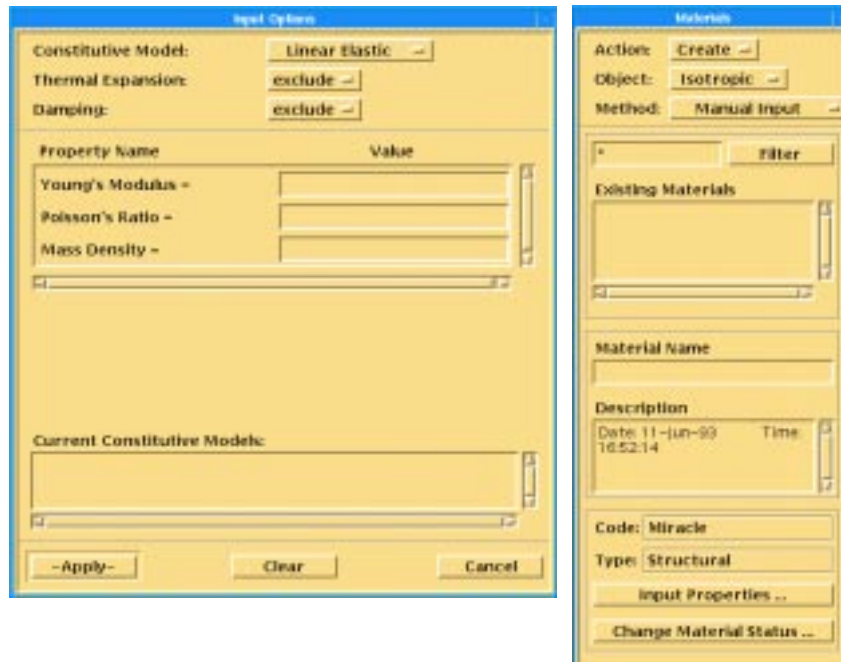 Input Options
Constitutive Model: Linear Elastic
Thermal Expansion: exclude
Damping: exclude
Property Name Value
Young's Modulus =
Poisson's Ratio =
Mass Density =
Current Constitutive Models:
-Apply- Clear Cancel
Materials
Action: Create
Object: Isotropic
Method: Manual Input
* Filter
Existing Materials
Material Name
Description
Date: 11-Jun-93 Time:
16:52:14
Code: Miracle
Type: Structural
Input Properties ...
Change Material Status ...